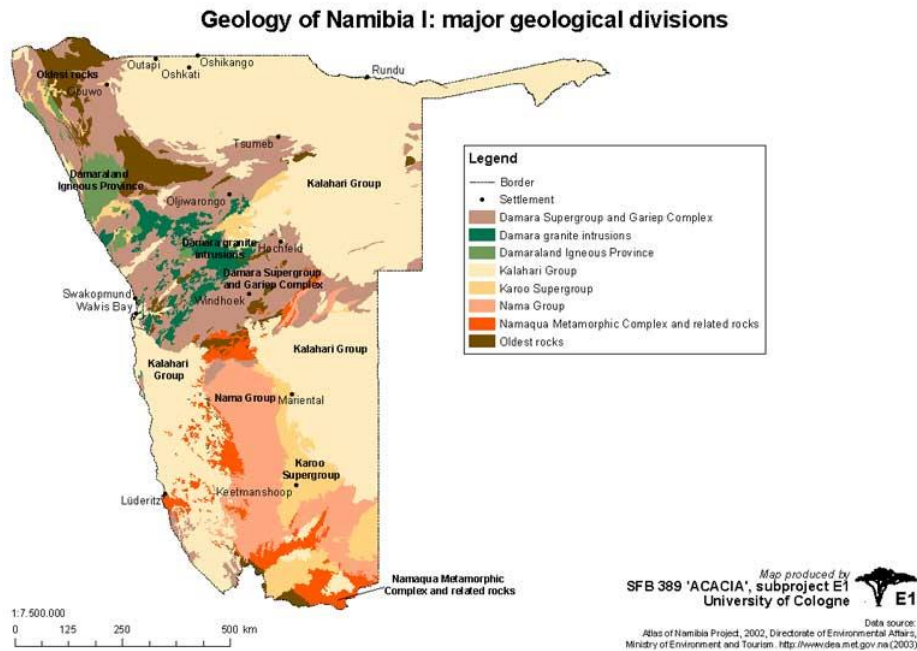 Geology of Namibia I: major geological divisions
Oshikango
Outapi
Oshkati
Rundu
Oldest rocks
Opuwo
Tsumeb
Damaraland
Igneous Province
Kalahari Group
Otjiwarongo
Damara granite
intrusions
Hochfeld
Damara Supergroup
and Gariep Complex
Swakopmund
Windhoek
Walvis Bay
Kalahari
Group
Kalahari Group
Nama Group
Mariental
Karoo
Supergroup
Keetmanshoop
Lüderitz
Namaqua Metamorphic
Complex and related rocks
Legend
Border
Settlement
Damara Supergroup and Gariep Complex
Damara granite intrusions
Damaraland Igneous Province
Kalahari Group
Karoo Supergroup
Nama Group
Namaqua Metamorphic Complex and related rocks
Oldest rocks
1:7.500.000
0 125 250 500 km
Map produced by
SFB 389 'ACACIA', subproject E1
University of Cologne
E1
Data source:
Atlas of Namibia Project, 2002, Directorate of Environmental Affairs,
Ministry of Environment and Tourism. http://www.dea.met.gov.na (2003)